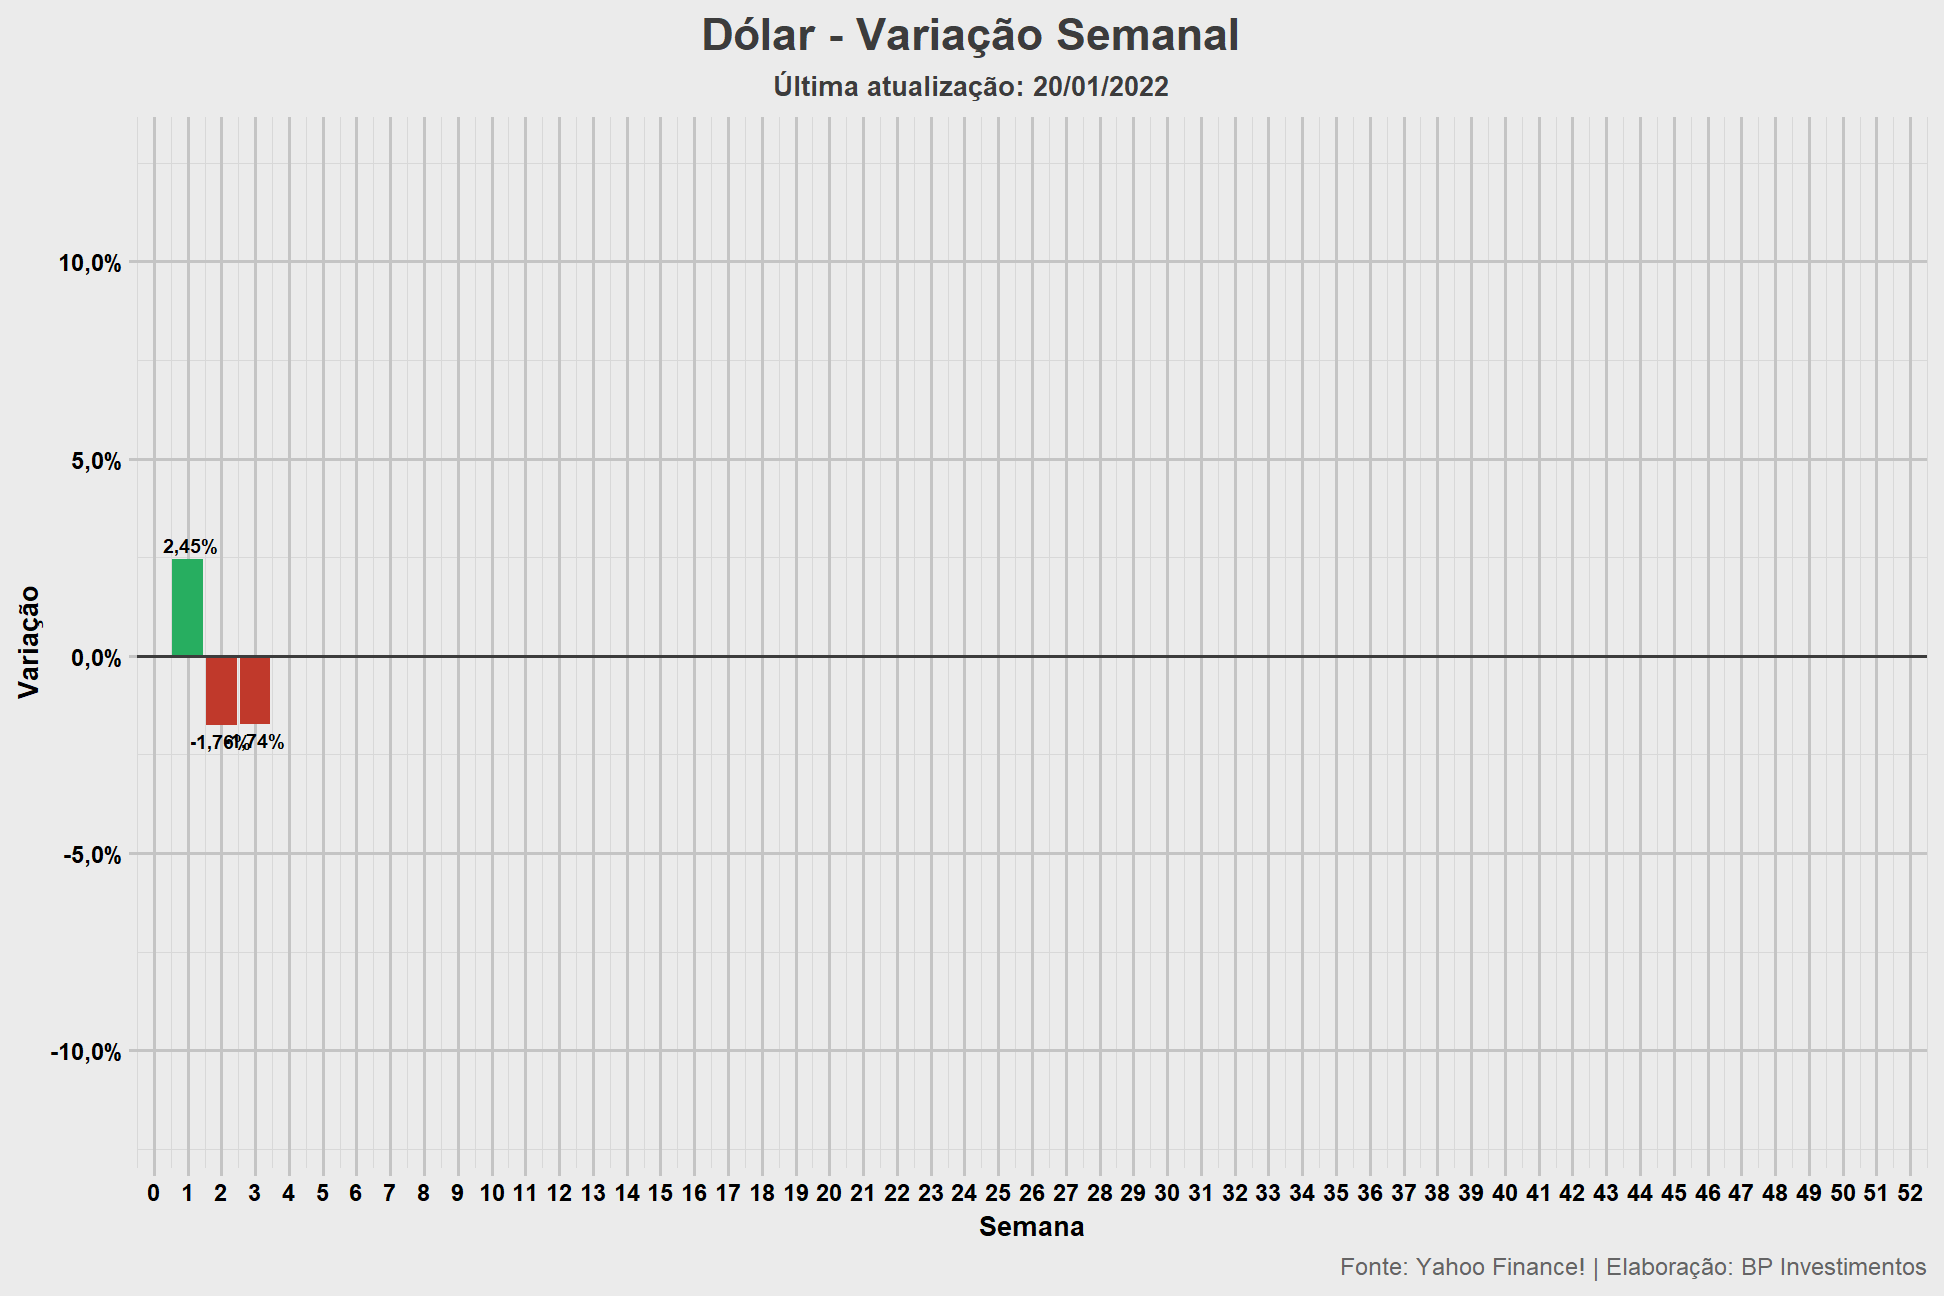 Dólar - Variação Semanal
Última atualização: 20/01/2022
10,0%
5,0%
2,45%
Variação
0,0%
-1,76%
-1,74%
-5,0%
-10,0%
0 1 2 3 4 5 6 7 8 9 10 11 12 13 14 15 16 17 18 19 20 21 22 23 24 25 26 27 28 29 30 31 32 33 34 35 36 37 38 39 40 41 42 43 44 45 46 47 48 49 50 51 52
Semana
Fonte: Yahoo Finance! | Elaboração: BP Investimentos